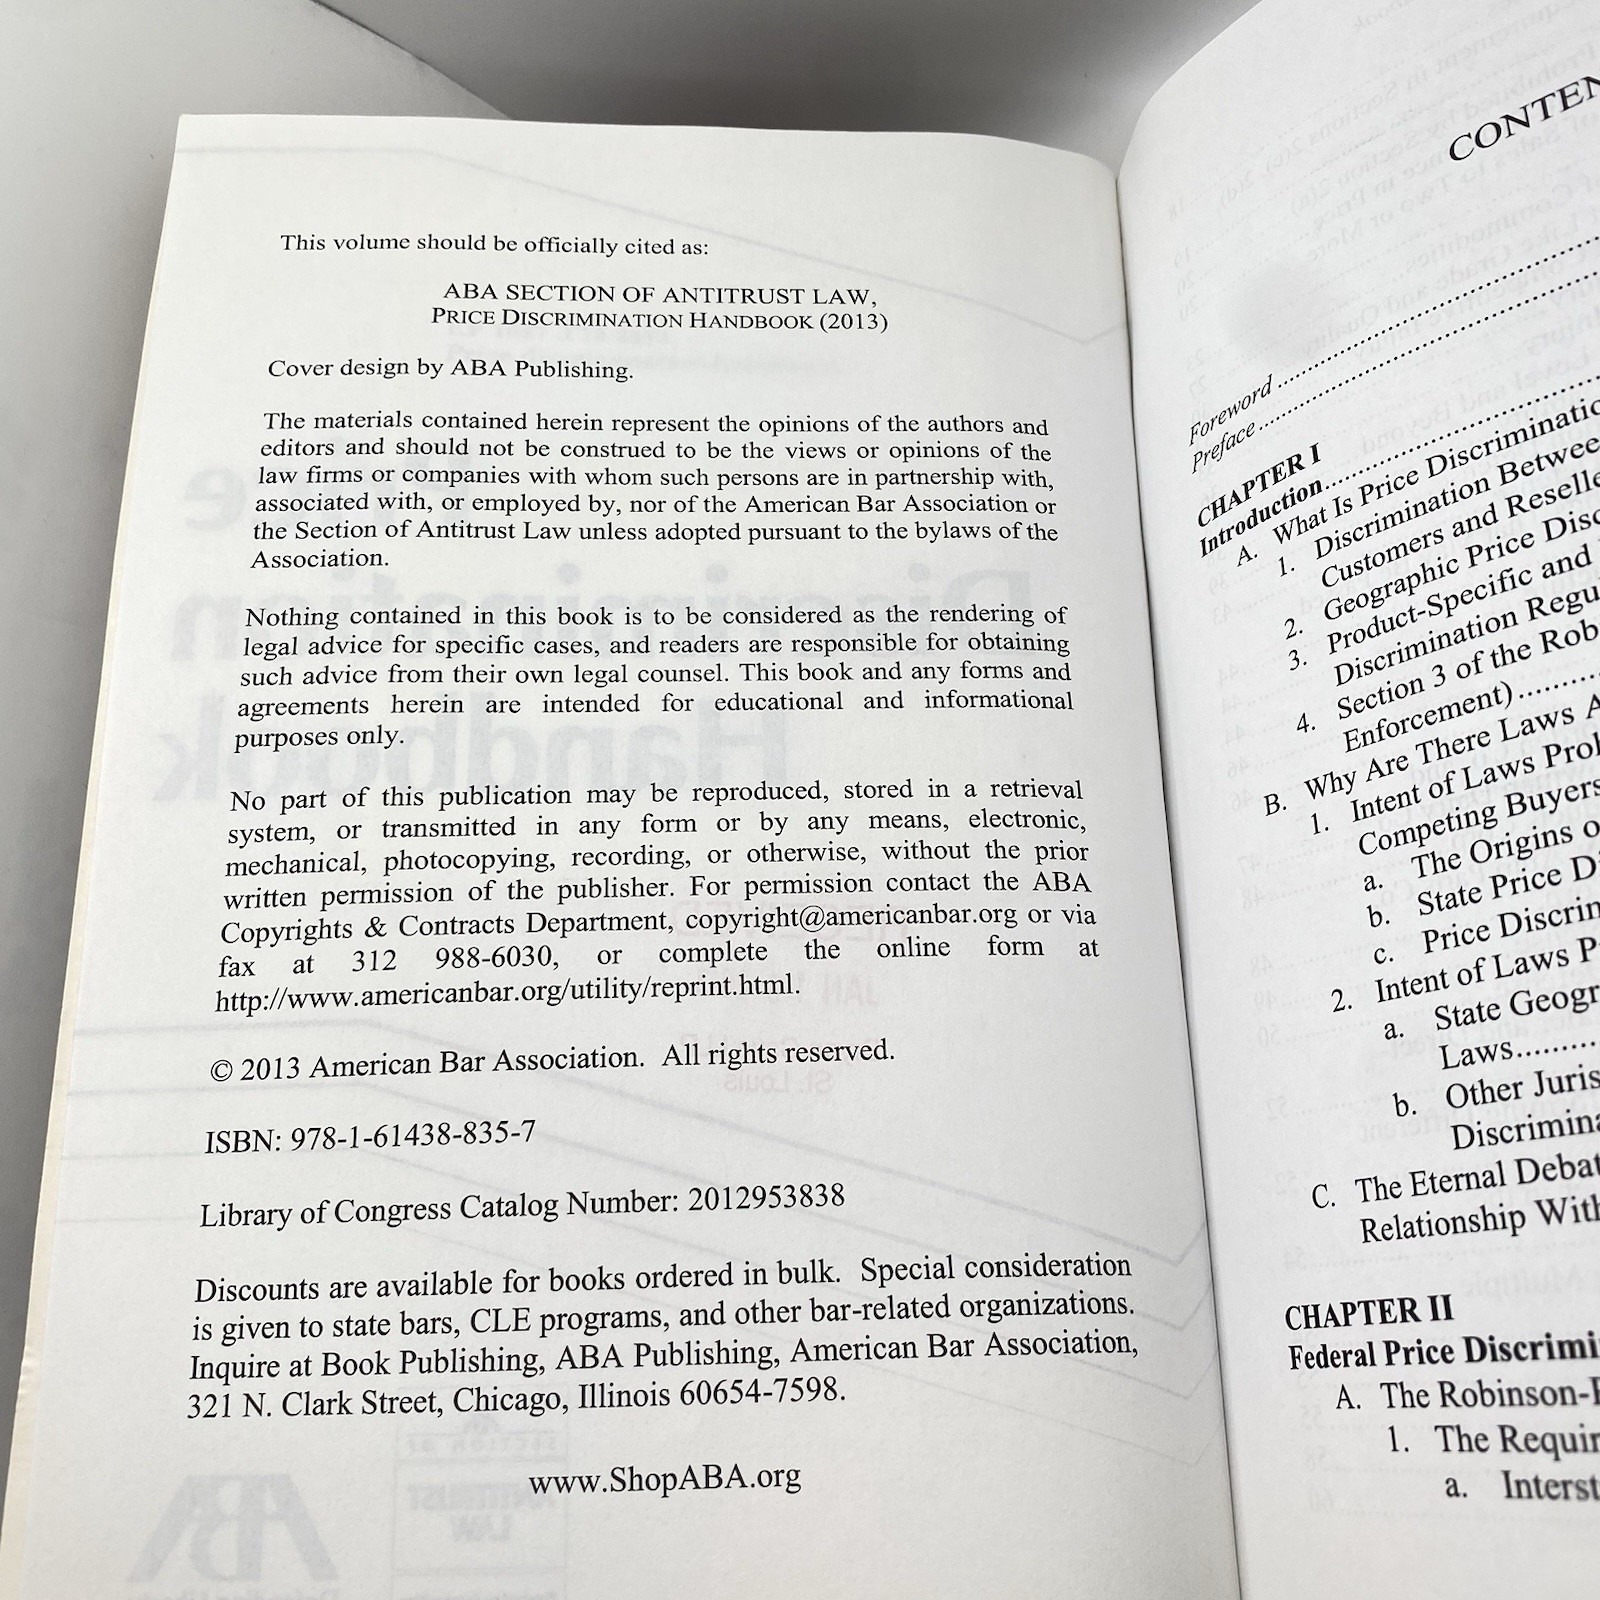 This volume should be officially cited as:
ABA SECTION OF ANTITRUST LAW,
PRICE DISCRIMINATION HANDBOOK (2013)
Cover design by ABA Publishing.
The materials contained herein represent the opinions of the authors and
editors and should not be construed to be the views or opinions of the
law firms or companies with whom such persons are in partnership with,
associated with, or employed by, nor of the American Bar Association or
the Section of Antitrust Law unless adopted pursuant to the bylaws of the
Association.
Nothing contained in this book is to be considered as the rendering of
legal advice for specific cases, and readers are responsible for obtaining
such advice from their own legal counsel. This book and any forms and
agreements herein are intended for educational and informational
purposes only.
No part of this publication may be reproduced, stored in a retrieval
system, or transmitted in any form or by any means, electronic,
mechanical, photocopying, recording, or otherwise, without the prior
written permission of the publisher. For permission contact the ABA
Copyrights & Contracts Department, copyright@americanbar.org or via
fax at 312 988-6030, or complete the online form at
http://www.americanbar.org/utility/reprint.html.
© 2013 American Bar Association. All rights reserved.
ISBN: 978-1-61438-835-7
Library of Congress Catalog Number: 2012953838
Discounts are available for books ordered in bulk. Special consideration
is given to state bars, CLE programs, and other bar-related organizations.
Inquire at Book Publishing, ABA Publishing, American Bar Association,
321 N. Clark Street, Chicago, Illinois 60654-7598.
www.ShopABA.org
CONTEN
Foreword
Preface
CHAPTER I
Introduction
A. What Is Price Discriminatio
1. Discrimination Betwee
Customers and Reselle
2. Geographic Price Disc
3. Product-Specific and
Discrimination Regu
4. Section 3 of the Rob
Enforcement)
B. Why Are There Laws A
1. Intent of Laws Proh
Competing Buyers
a. The Origins o
b. State Price Di
c. Price Discrin
2. Intent of Laws P
a. State Geogr
Laws
b. Other Juris
Discrimina
C. The Eternal Debat
Relationship With
CHAPTER II
Federal Price Discrimi
A. The Robinson-P
1. The Requir
a. Interst